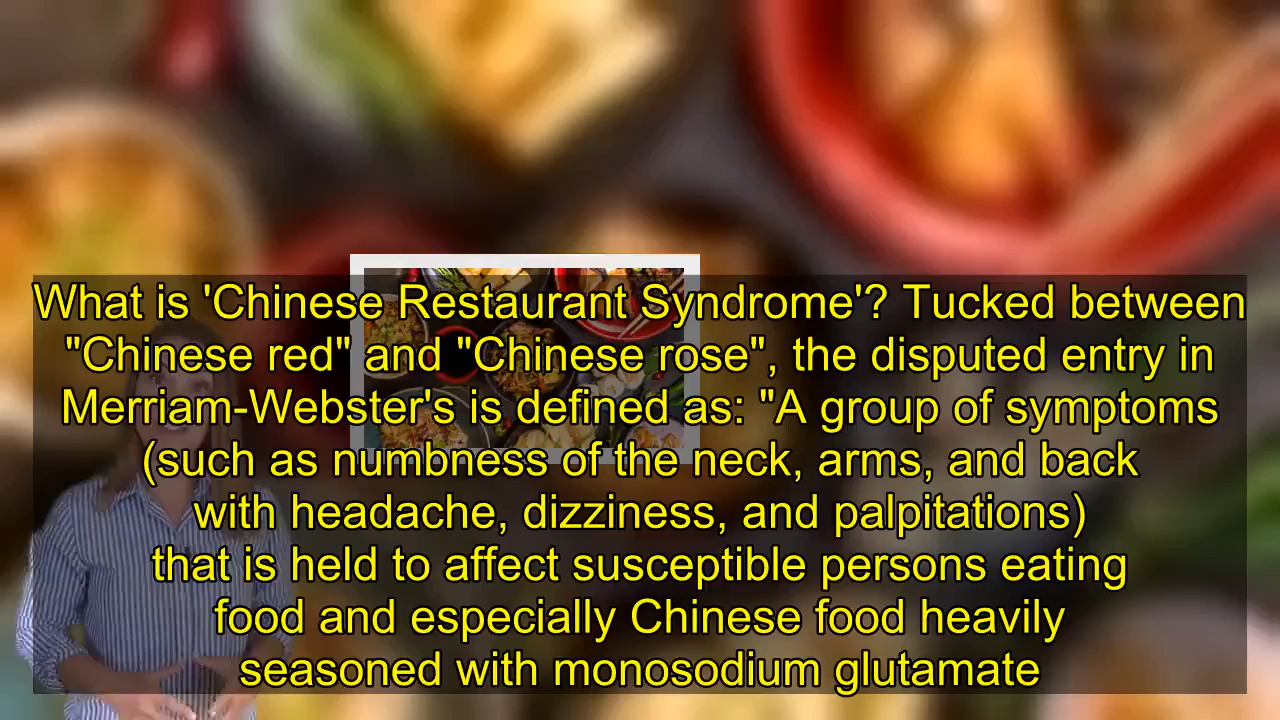 What is 'Chinese Restaurant Syndrome'? Tucked between
"Chinese red" and "Chinese rose", the disputed entry in
Merriam-Webster's is defined as: "A group of symptoms
(such as numbness of the neck, arms, and back
with headache, dizziness, and palpitations)
that is held to affect susceptible persons eating
food and especially Chinese food heavily
seasoned with monosodium glutamate